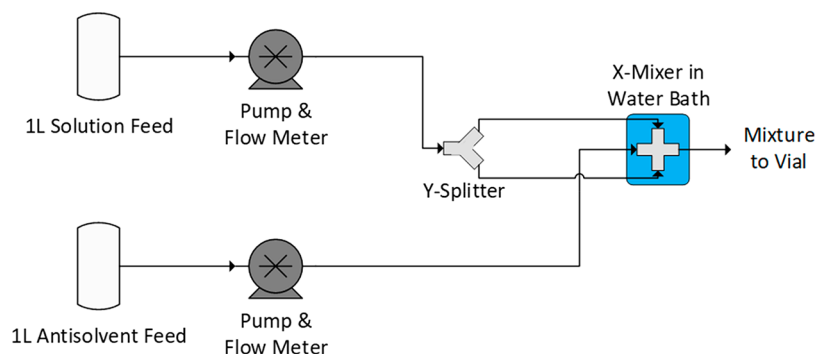 1L Solution Feed
Pump &
Flow Meter
Y-Splitter
X-Mixer in
Water Bath
Mixture
to Vial
1L Antisolvent Feed
Pump &
Flow Meter